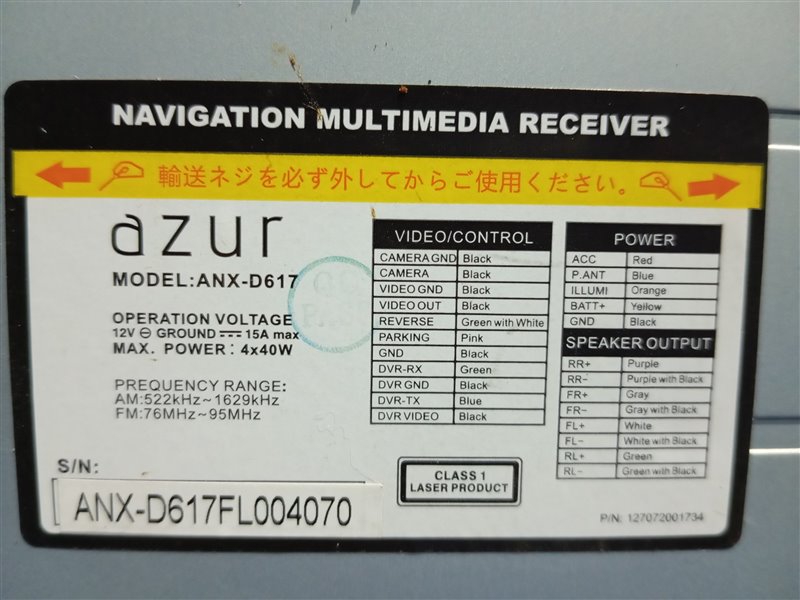 NAVIGATION MULTIMEDIA RECEIVER
輸送ネジを必ず外してからご使用ください。
azur
MODEL:ANX-D617
OPERATION VOLTAGE
12V ⊖ GROUND ⎓ 15A max
MAX. POWER: 4x40W
PREQUENCY RANGE:
AM:522kHz~1629kHz
FM:76MHz~95MHz
S/N:
ANX-D617FL004070
VIDEO/CONTROL
CAMERA GND Black
CAMERA Black
VIDEO GND Black
VIDEO OUT Black
REVERSE Green with White
PARKING Pink
GND Black
DVR-RX Green
DVR GND Black
DVR-TX Blue
DVR VIDEO Black
CLASS 1
LASER PRODUCT
POWER
ACC Red
P.ANT Blue
ILLUMI Orange
BATT+ Yellow
GND Black
SPEAKER OUTPUT
RR+ Purple
RR- Purple with Black
FR+ Gray
FR- Gray with Black
FL+ White
FL- White with Black
RL+ Green
RL- Green with Black
P/N: 127072001734